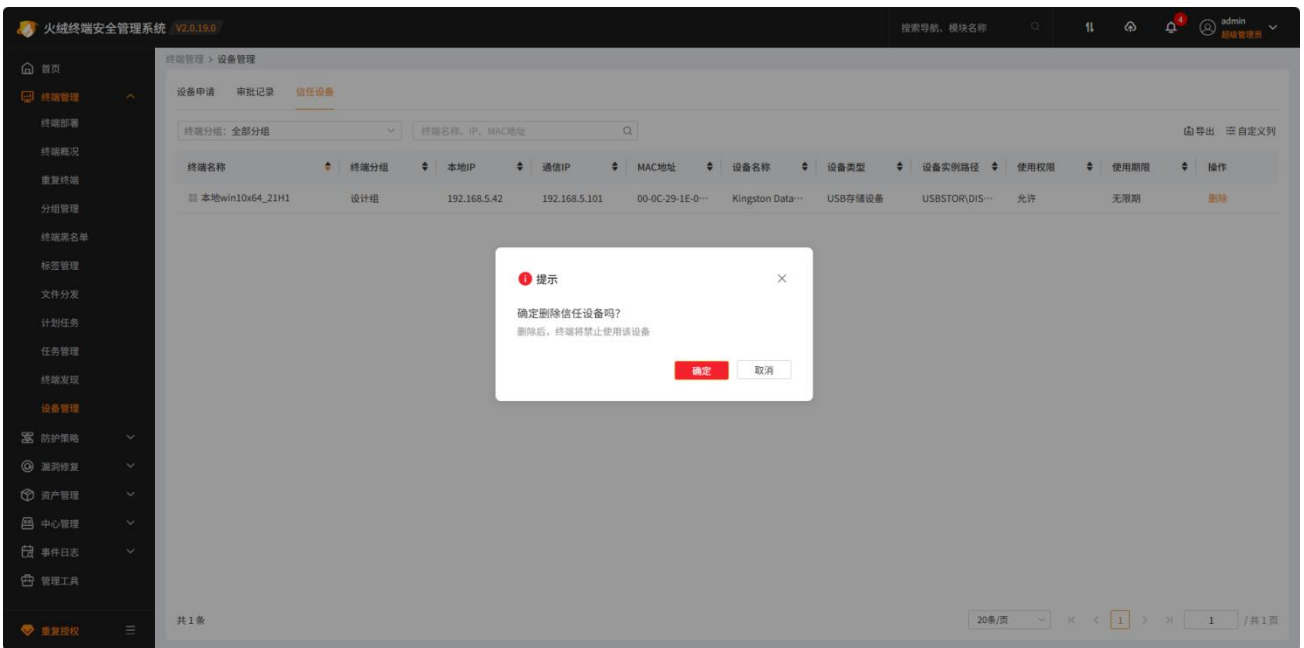 火绒终端安全管理系统 V2.0.19.0
搜索导航、模块名称
4
admin
超级管理员
首页
终端管理
终端部署
终端概况
重复终端
分组管理
终端黑名单
标签管理
文件分发
计划任务
任务管理
终端发现
设备管理
防护策略
漏洞修复
资产管理
中心管理
事件日志
管理工具
重复授权
终端管理 > 设备管理
设备申请 审批记录 信任设备
终端分组: 全部分组 终端名称、IP、MAC地址 导出 自定义列
终端名称 终端分组 本地IP 通信IP MAC地址 设备名称 设备类型 设备实例路径 使用权限 使用期限 操作
本地win10x64_21H1 设计组 192.168.5.42 192.168.5.101 00-0C-29-1E-0··· Kingston Data··· USB存储设备 USBSTOR\DIS··· 允许 无限期 删除
提示
确定删除信任设备吗?
删除后，终端将禁止使用该设备
确定 取消
共 1 条 20条/页 1 1 / 共 1 页